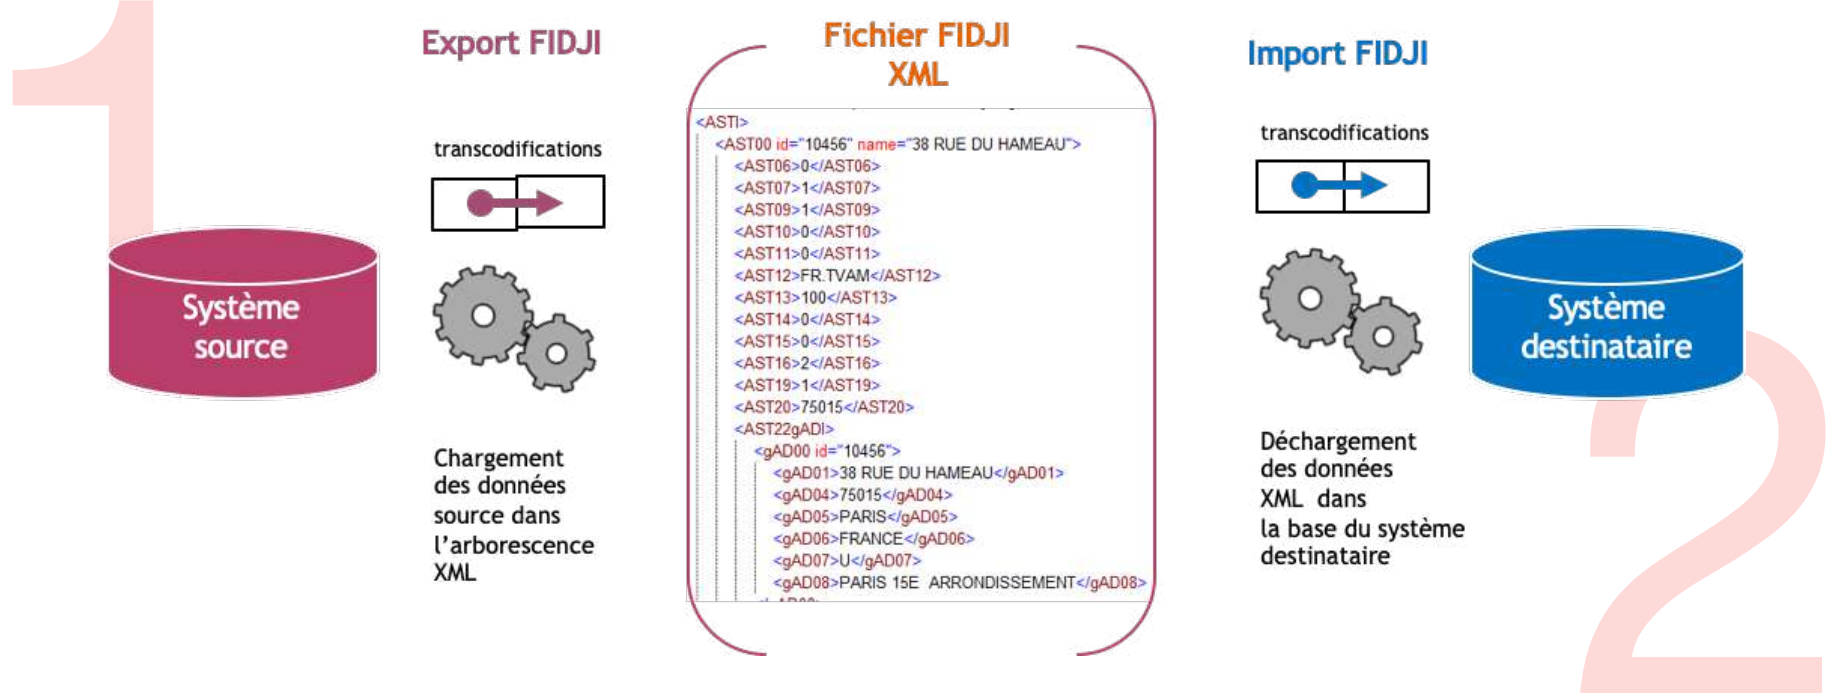 1
Export FIDJI
transcodifications
Système
source
Chargement
des données
source dans
l'arborescence
XML
Fichier FIDJI
XML
<ASTI>
<AST00 id="10456" name="38 RUE DU HAMEAU">
<AST06>0</AST06>
<AST07>1</AST07>
<AST09>1</AST09>
<AST10>0</AST10>
<AST11>0</AST11>
<AST12>FR.TVAM</AST12>
<AST13>100</AST13>
<AST14>0</AST14>
<AST15>0</AST15>
<AST16>2</AST16>
<AST19>1</AST19>
<AST20>75015</AST20>
<AST22gADI>
<gAD00 id="10456">
<gAD01>38 RUE DU HAMEAU</gAD01>
<gAD04>75015</gAD04>
<gAD05>PARIS</gAD05>
<gAD06>FRANCE</gAD06>
<gAD07>U</gAD07>
<gAD08>PARIS 15E  ARRONDISSEMENT</gAD08>
Import FIDJI
transcodifications
Système
destinataire
Déchargement
des données
XML dans
la base du système
destinataire
2